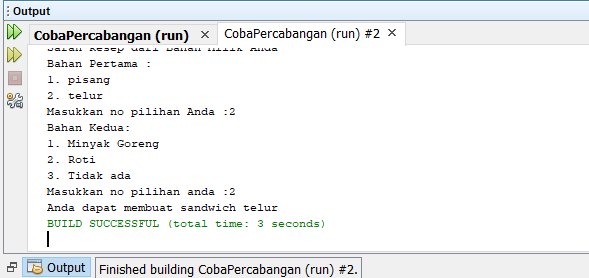 Output
CobaPercabangan (run) × CobaPercabangan (run) #2 ×
Saran Resep dari Bahan Milik Anda
Bahan Pertama :
1. pisang
2. telur
Masukkan no pilihan Anda :2
Bahan Kedua:
1. Minyak Goreng
2. Roti
3. Tidak ada
Masukkan no pilihan anda :2
Anda dapat membuat sandwich telur
BUILD SUCCESSFUL (total time: 3 seconds)
Output Finished building CobaPercabangan (run) #2.